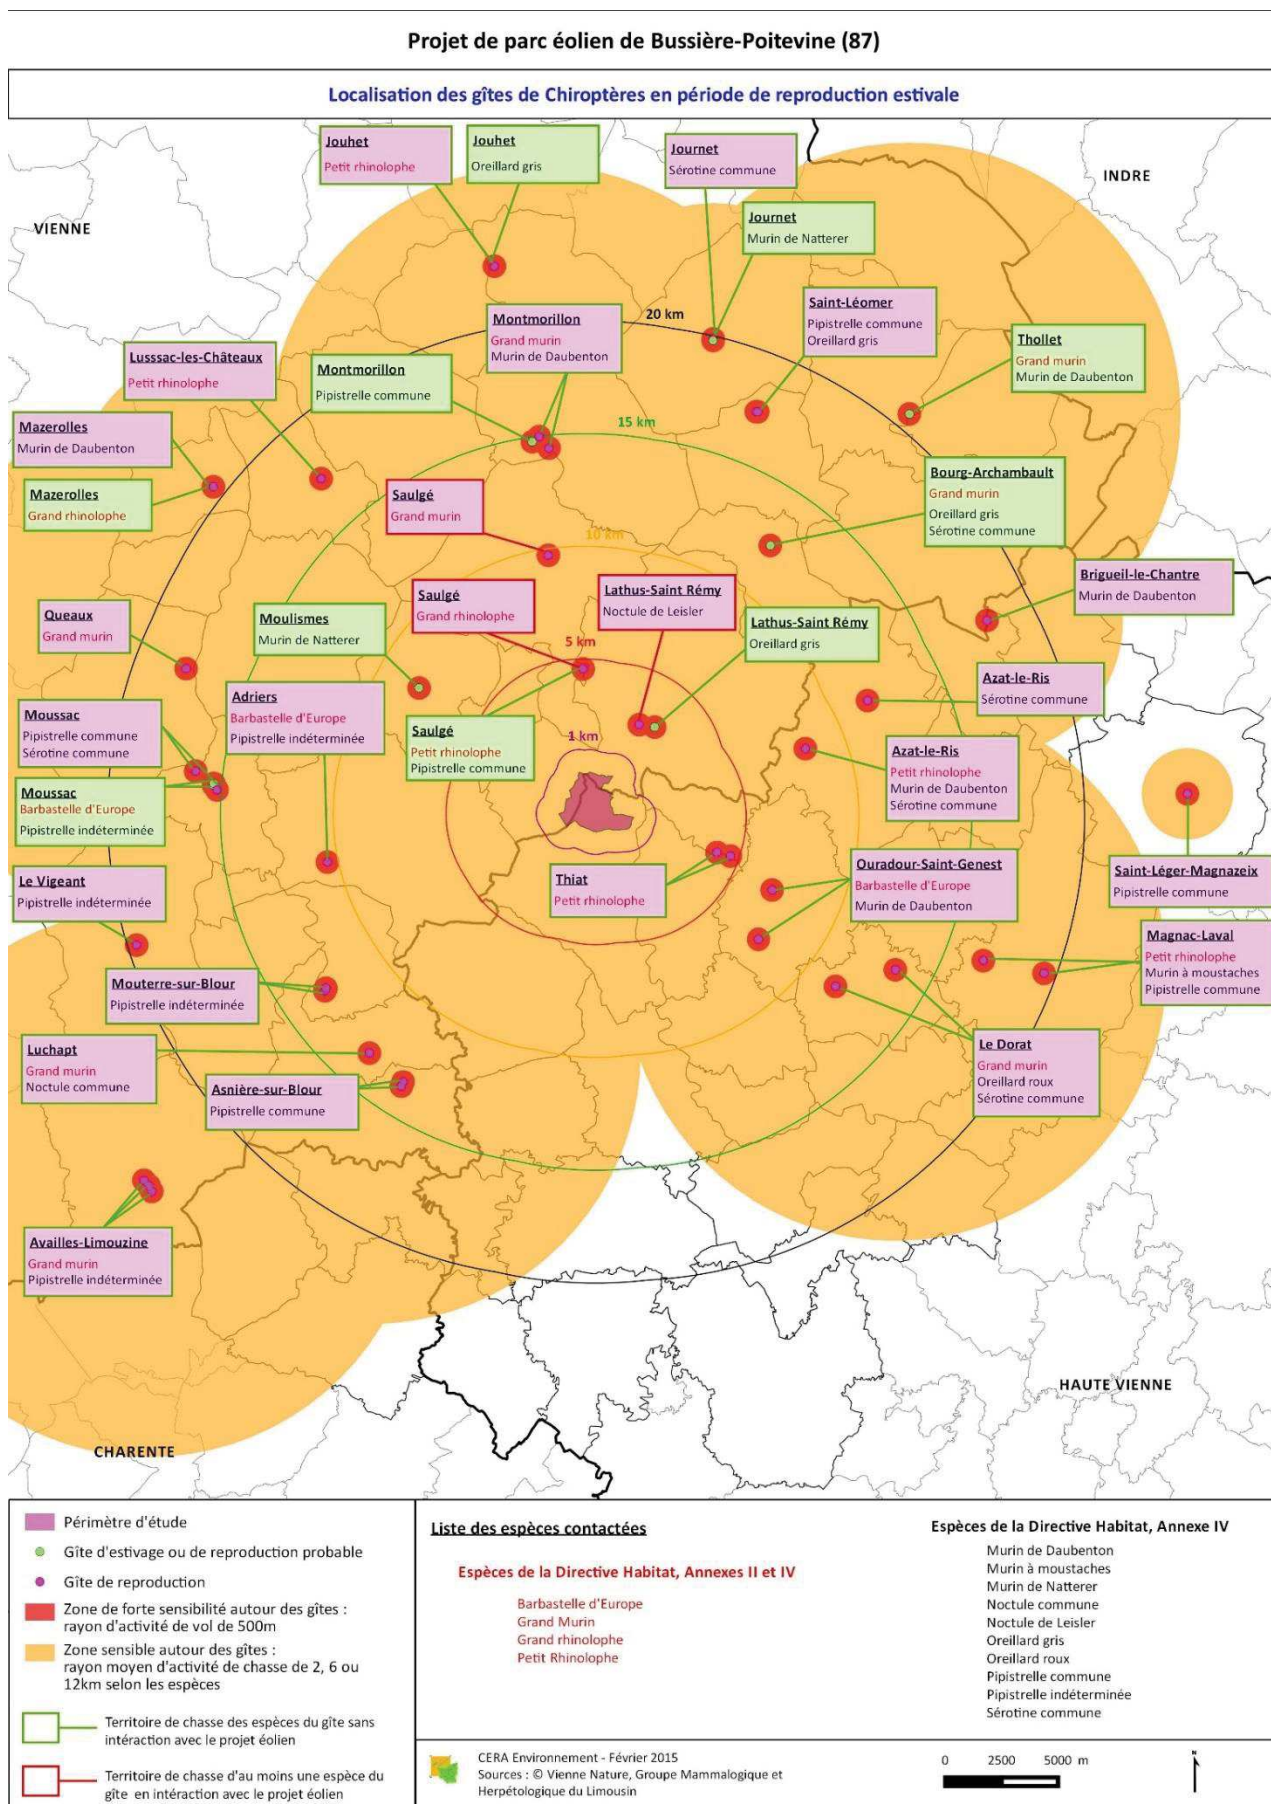 Projet de parc éolien de Bussière-Poitevine (87)
Localisation des gîtes de Chiroptères en période de reproduction estivale
Jouhet
Petit rhinolophe
Jouhet
Oreillard gris
Journet
Sérotine commune
INDRE
VIENNE
Journet
Murin de Natterer
Montmorillon
Grand murin
Murin de Daubenton
20 km
Saint-Léomer
Pipistrelle commune
Oreillard gris
Thollet
Grand murin
Murin de Daubenton
Lusssac-les-Châteaux
Petit rhinolophe
Montmorillon
Pipistrelle commune
15 km
Mazerolles
Murin de Daubenton
Mazerolles
Grand rhinolophe
Saulgé
Grand murin
Bourg-Archambault
Grand murin
Oreillard gris
Sérotine commune
10 km
Brigueil-le-Chantre
Murin de Daubenton
Queaux
Grand murin
Moulismes
Murin de Natterer
Saulgé
Grand rhinolophe
Lathus-Saint Rémy
Noctule de Leisler
Lathus-Saint Rémy
Oreillard gris
5 km
Azat-le-Ris
Sérotine commune
Adriers
Barbastelle d'Europe
Pipistrelle indéterminée
Moussac
Pipistrelle commune
Sérotine commune
Saulgé
Petit rhinolophe
Pipistrelle commune
1 km
Azat-le-Ris
Petit rhinolophe
Murin de Daubenton
Sérotine commune
Moussac
Barbastelle d'Europe
Pipistrelle indéterminée
Le Vigeant
Pipistrelle indéterminée
Thiat
Petit rhinolophe
Ouradour-Saint-Genest
Barbastelle d'Europe
Murin de Daubenton
Saint-Léger-Magnazeix
Pipistrelle commune
Magnac-Laval
Petit rhinolophe
Murin à moustaches
Pipistrelle commune
Mouterre-sur-Blour
Pipistrelle indéterminée
Luchapt
Grand murin
Noctule commune
Asnière-sur-Blour
Pipistrelle commune
Le Dorat
Grand murin
Oreillard roux
Sérotine commune
Availles-Limouzine
Grand murin
Pipistrelle indéterminée
HAUTE VIENNE
CHARENTE
Périmètre d'étude
Gîte d'estivage ou de reproduction probable
Gîte de reproduction
Zone de forte sensibilité autour des gîtes :
rayon d'activité de vol de 500m
Zone sensible autour des gîtes :
rayon moyen d'activité de chasse de 2, 6 ou
12km selon les espèces
Territoire de chasse des espèces du gîte sans
intéraction avec le projet éolien
Territoire de chasse d'au moins une espèce du
gîte en intéraction avec le projet éolien
Liste des espèces contactées
Espèces de la Directive Habitat, Annexes II et IV
Barbastelle d'Europe
Grand Murin
Grand rhinolophe
Petit Rhinolophe
Espèces de la Directive Habitat, Annexe IV
Murin de Daubenton
Murin à moustaches
Murin de Natterer
Noctule commune
Noctule de Leisler
Oreillard gris
Oreillard roux
Pipistrelle commune
Pipistrelle indéterminée
Sérotine commune
CERA Environnement - Février 2015
Sources : © Vienne Nature, Groupe Mammalogique et
Herpétologique du Limousin
0 2500 5000 m
N